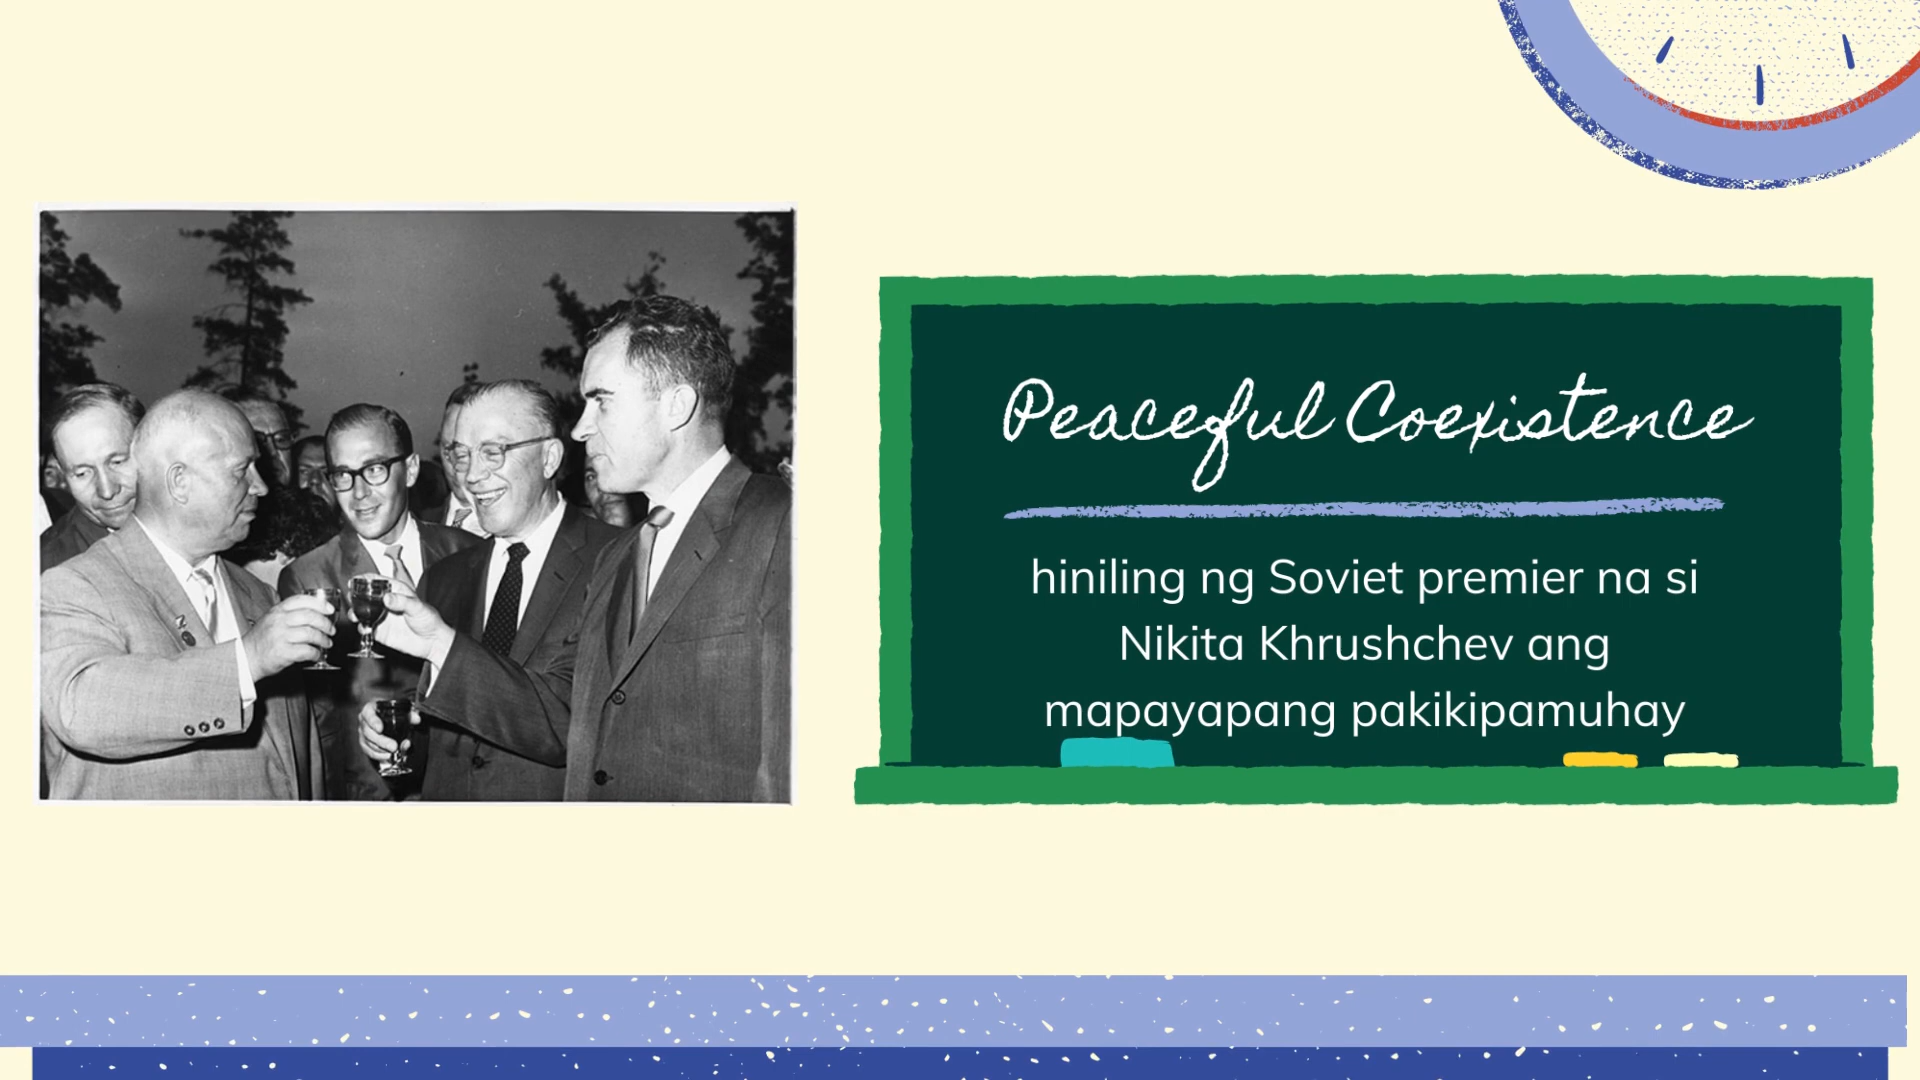 Peaceful Coexistence
hiniling ng Soviet premier na si
Nikita Khrushchev ang
mapayapang pakikipamuhay